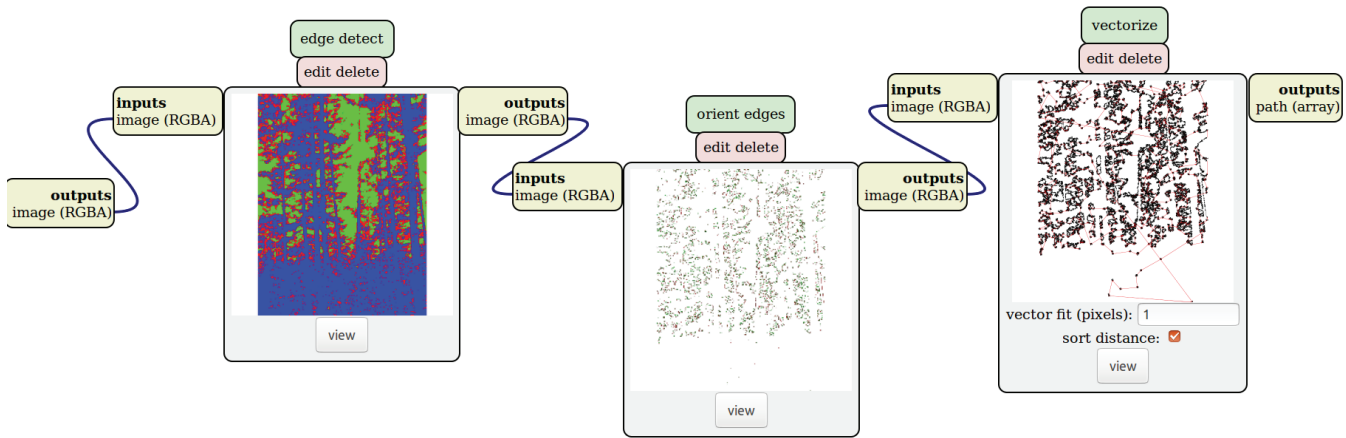 outputs
image (RGBA)
edge detect
edit delete
inputs
image (RGBA)
view
outputs
image (RGBA)
orient edges
edit delete
inputs
image (RGBA)
view
outputs
image (RGBA)
vectorize
edit delete
inputs
image (RGBA)
vector fit (pixels): 1
sort distance:
view
outputs
path (array)